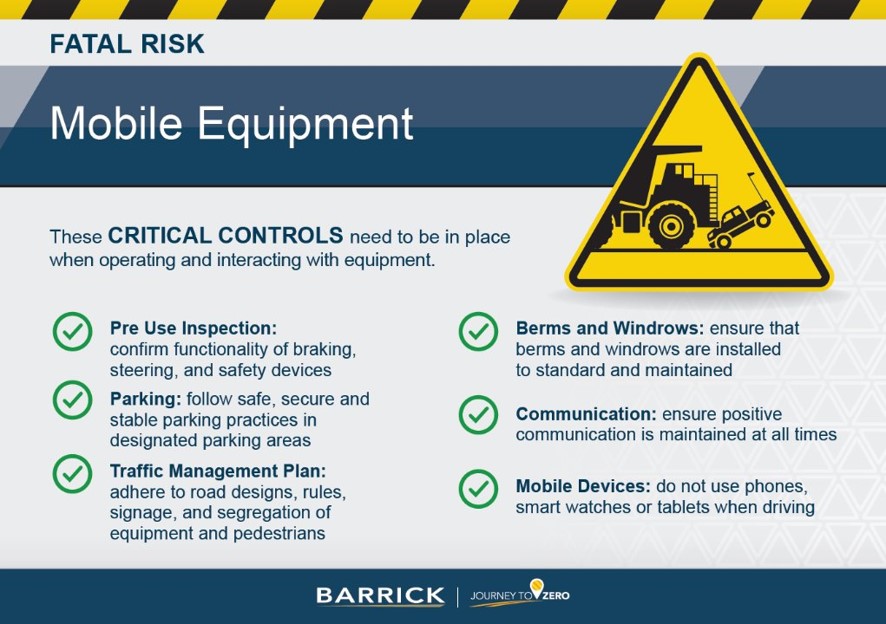 FATAL RISK
Mobile Equipment
These CRITICAL CONTROLS need to be in place
when operating and interacting with equipment.
Pre Use Inspection:
confirm functionality of braking,
steering, and safety devices
Parking: follow safe, secure and
stable parking practices in
designated parking areas
Traffic Management Plan:
adhere to road designs, rules,
signage, and segregation of
equipment and pedestrians
Berms and Windrows: ensure that
berms and windrows are installed
to standard and maintained
Communication: ensure positive
communication is maintained at all times
Mobile Devices: do not use phones,
smart watches or tablets when driving
BARRICK | JOURNEY TO ZERO